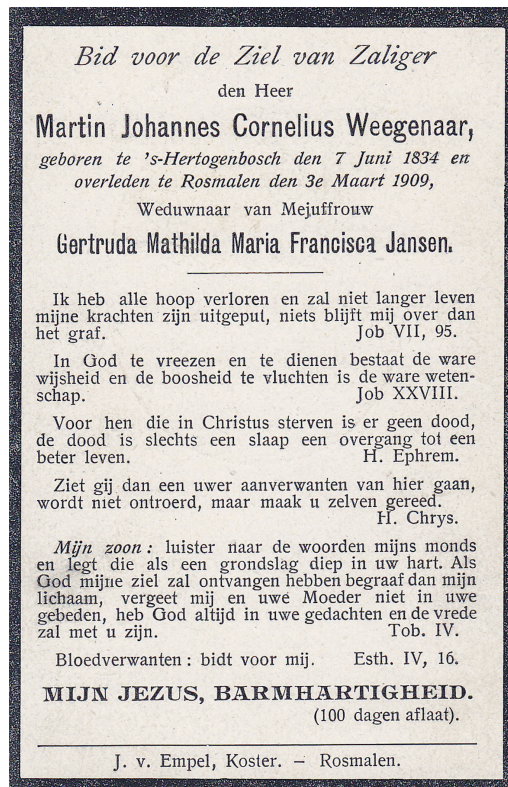 Bid voor de Ziel van Zaliger
den Heer
Martin Johannes Cornelius Weegenaar,
geboren te 's-Hertogenbosch den 7 Juni 1834 en
overleden te Rosmalen den 3e Maart 1909,
Weduwnaar van Mejuffrouw
Gertruda Mathilda Maria Francisca Jansen.
Ik heb alle hoop verloren en zal niet langer leven
mijne krachten zijn uitgeput, niets blijft mij over dan
het graf. Job VII, 95.
In God te vreezen en te dienen bestaat de ware
wijsheid en de boosheid te vluchten is de ware weten-
schap. Job XXVIII.
Voor hen die in Christus sterven is er geen dood,
de dood is slechts een slaap een overgang tot een
beter leven. H. Ephrem.
Ziet gij dan een uwer aanverwanten van hier gaan,
wordt niet ontroerd, maar maak u zelven gereed.
H. Chrys.
Mijn zoon: luister naar de woorden mijns monds
en legt die als een grondslag diep in uw hart. Als
God mijne ziel zal ontvangen hebben begraaf dan mijn
lichaam, vergeet mij en uwe Moeder niet in uwe
gebeden, heb God altijd in uwe gedachten en de vrede
zal met u zijn. Tob. IV.
Bloedverwanten: bidt voor mij. Esth. IV, 16.
MIJN JEZUS, BARMHARTIGHEID.
(100 dagen aflaat).
J. v. Empel, Koster. – Rosmalen.